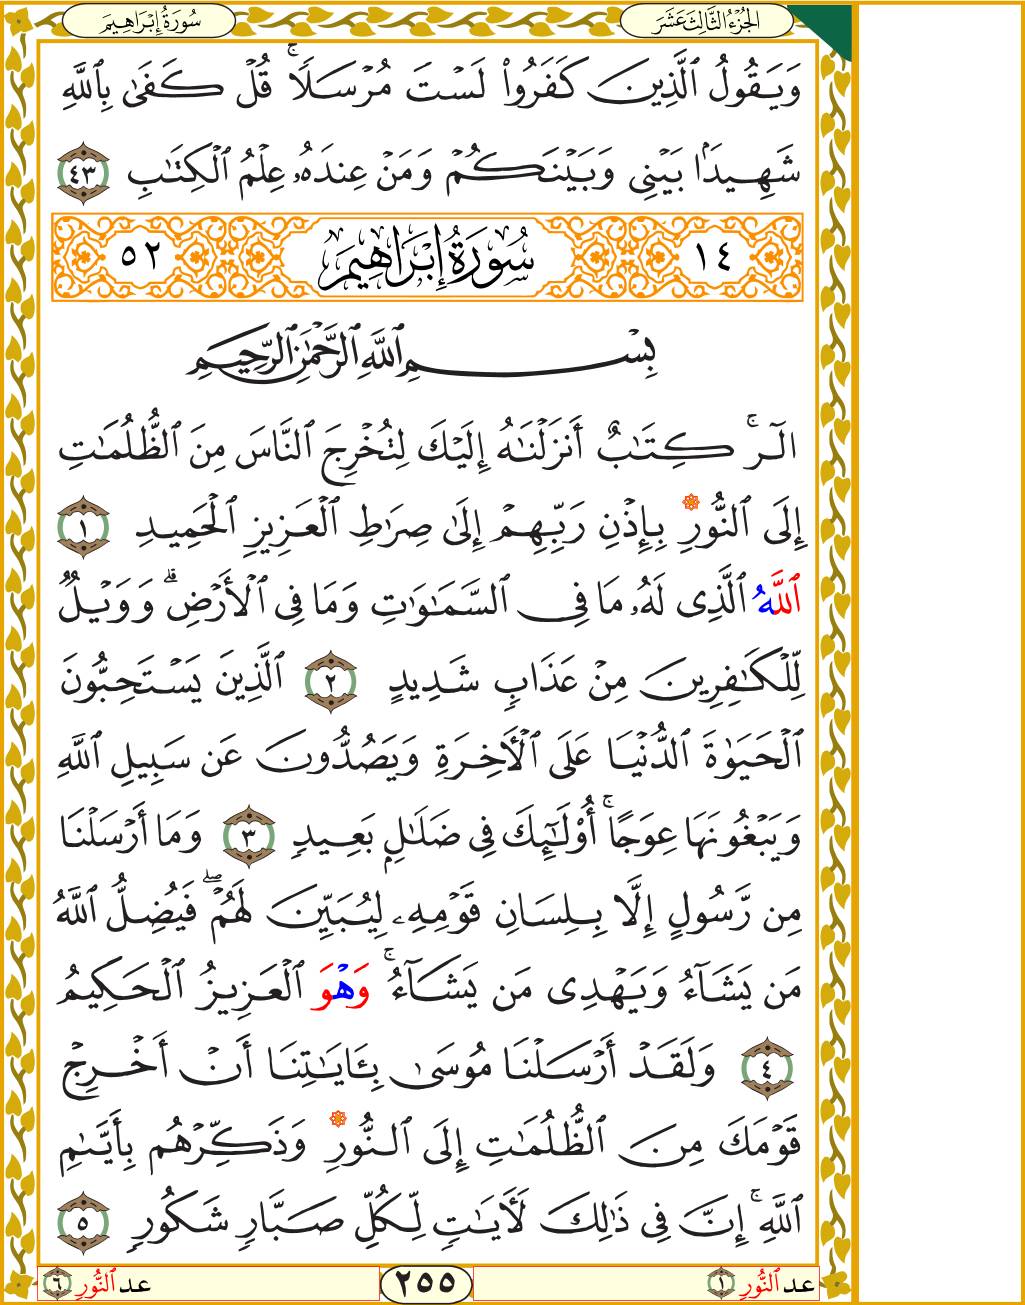 الجُزْءُ الثَّالِثَ عَشَرَ سُورَةُ إِبْرَاهِيمَ
وَيَقُولُ ٱلَّذِينَ كَفَرُوا۟ لَسْتَ مُرْسَلًا ۚ قُلْ كَفَىٰ بِٱللَّهِ
شَهِيدًۢا بَيْنِى وَبَيْنَكُمْ وَمَنْ عِندَهُۥ عِلْمُ ٱلْكِتَٰبِ ٤٣
١٤ سُورَةُ إِبْرَاهِيمَ ٥٢
بِسْمِ ٱللَّهِ ٱلرَّحْمَٰنِ ٱلرَّحِيمِ
الٓر ۚ كِتَٰبٌ أَنزَلْنَٰهُ إِلَيْكَ لِتُخْرِجَ ٱلنَّاسَ مِنَ ٱلظُّلُمَٰتِ
إِلَى ٱلنُّورِ بِإِذْنِ رَبِّهِمْ إِلَىٰ صِرَٰطِ ٱلْعَزِيزِ ٱلْحَمِيدِ ١
ٱللَّهُ ٱلَّذِى لَهُۥ مَا فِى ٱلسَّمَٰوَٰتِ وَمَا فِى ٱلْأَرْضِ ۗ وَوَيْلٌ
لِّلْكَٰفِرِينَ مِنْ عَذَابٍ شَدِيدٍ ٢ ٱلَّذِينَ يَسْتَحِبُّونَ
ٱلْحَيَوٰةَ ٱلدُّنْيَا عَلَى ٱلْأَخِرَةِ وَيَصُدُّونَ عَن سَبِيلِ ٱللَّهِ
وَيَبْغُونَهَا عِوَجًا ۚ أُو۟لَٰٓئِكَ فِى ضَلَٰلٍۭ بَعِيدٍ ٣ وَمَآ أَرْسَلْنَا
مِن رَّسُولٍ إِلَّا بِلِسَانِ قَوْمِهِۦ لِيُبَيِّنَ لَهُمْ ۖ فَيُضِلُّ ٱللَّهُ
مَن يَشَآءُ وَيَهْدِى مَن يَشَآءُ ۚ وَهْوَ ٱلْعَزِيزُ ٱلْحَكِيمُ
٤ وَلَقَدْ أَرْسَلْنَا مُوسَىٰ بِـَٔايَٰتِنَآ أَنْ أَخْرِجْ
قَوْمَكَ مِنَ ٱلظُّلُمَٰتِ إِلَى ٱلنُّورِ وَذَكِّرْهُم بِأَيَّىٰمِ
ٱللَّهِ ۚ إِنَّ فِى ذَٰلِكَ لَأٓيَٰتٍ لِّكُلِّ صَبَّارٍ شَكُورٍ ٥
عد ٱلنُّورِ ١ ٢٥٥ عد ٱلنُّورِ ٦